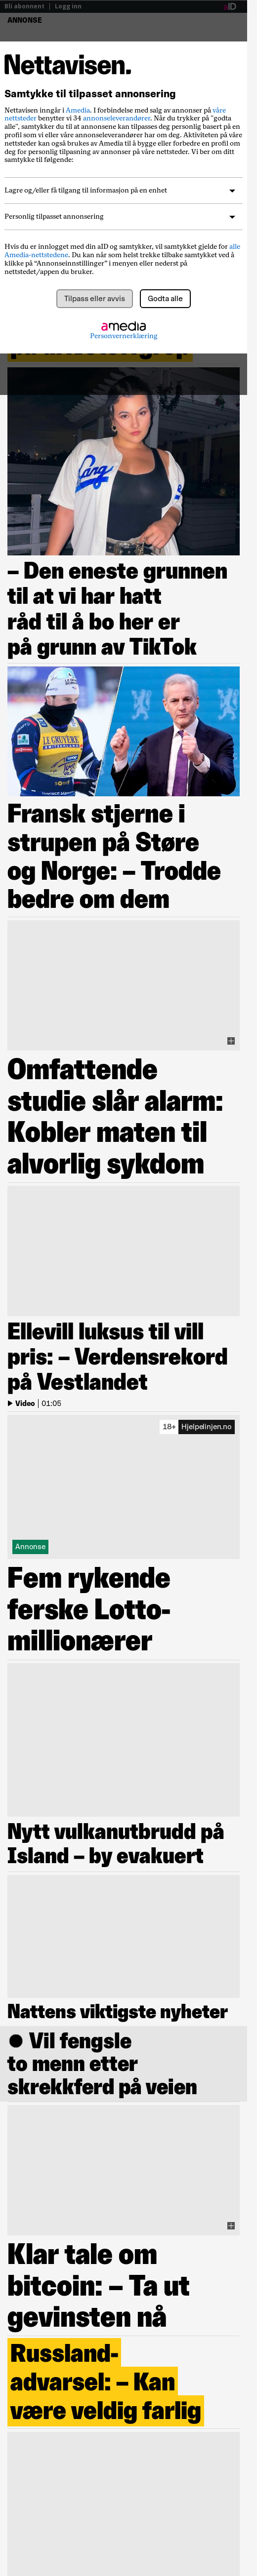 Bli abonnent | Logg inn
aID
ANNONSE
Nettavisen.
Samtykke til tilpasset annonsering
Nettavisen inngår i Amedia. I forbindelse med salg av annonser på våre
nettsteder benytter vi 34 annonseleverandører. Når du trykker på "godta
alle", samtykker du til at annonsene kan tilpasses deg personlig basert på en
profil som vi eller våre annonseleverandører har om deg. Aktiviteten på våre
nettsteder kan også brukes av Amedia til å bygge eller forbedre en profil om
deg for personlig tilpasning av annonser på våre nettsteder. Vi ber om ditt
samtykke til følgende:
Lagre og/eller få tilgang til informasjon på en enhet
Personlig tilpasset annonsering
Hvis du er innlogget med din aID og samtykker, vil samtykket gjelde for alle
Amedia-nettstedene. Du kan når som helst trekke tilbake samtykket ved å
klikke på “Annonseinnstillinger” i menyen eller nederst på
nettstedet/appen du bruker.
Tilpass eller avvis
Godta alle
amedia
Personvernerklæring
– Den eneste grunnen
til at vi har hatt
råd til å bo her er
på grunn av TikTok
Fransk stjerne i
strupen på Støre
og Norge: – Trodde
bedre om dem
Omfattende
studie slår alarm:
Kobler maten til
alvorlig sykdom
Ellevill luksus til vill
pris: – Verdensrekord
på Vestlandet
Video | 01:05
18+ Hjelpelinjen.no
Annonse
Fem rykende
ferske Lotto-
millionærer
Nytt vulkanutbrudd på
Island – by evakuert
Nattens viktigste nyheter
Vil fengsle
to menn etter
skrekkferd på veien
Klar tale om
bitcoin: – Ta ut
gevinsten nå
Russland-
advarsel: – Kan
være veldig farlig